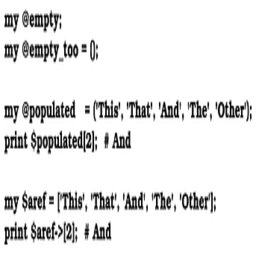 my @empty;
my @empty_too = ();
my @populated = ('This', 'That', 'And', 'The', 'Other');
print $populated[2]; # And
my $aref = ['This', 'That', 'And', 'The', 'Other'];
print $aref->[2]; # And